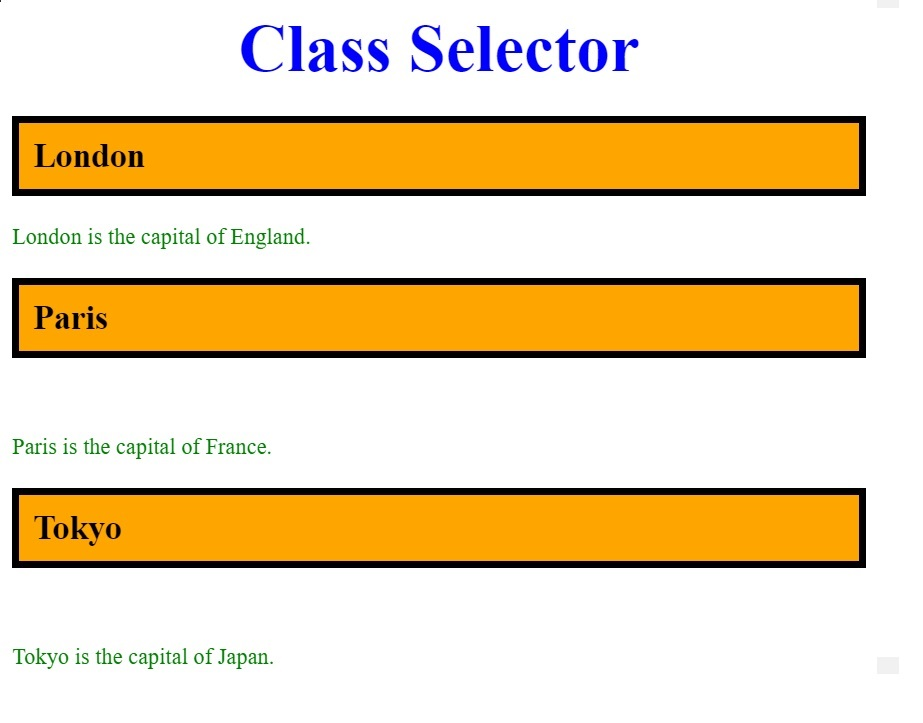 Class Selector
London
London is the capital of England.
Paris
Paris is the capital of France.
Tokyo
Tokyo is the capital of Japan.